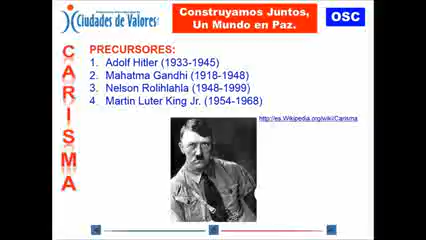 Ciudades de Valores
Construyamos Juntos,
Un Mundo en Paz.
OSC
CARISMA
PRECURSORES:
1. Adolf Hitler (1933-1945)
2. Mahatma Gandhi (1918-1948)
3. Nelson Rolihlahla (1948-1999)
4. Martin Luter King Jr. (1954-1968)
http://es.Wikipedia.org/wiki/Carisma